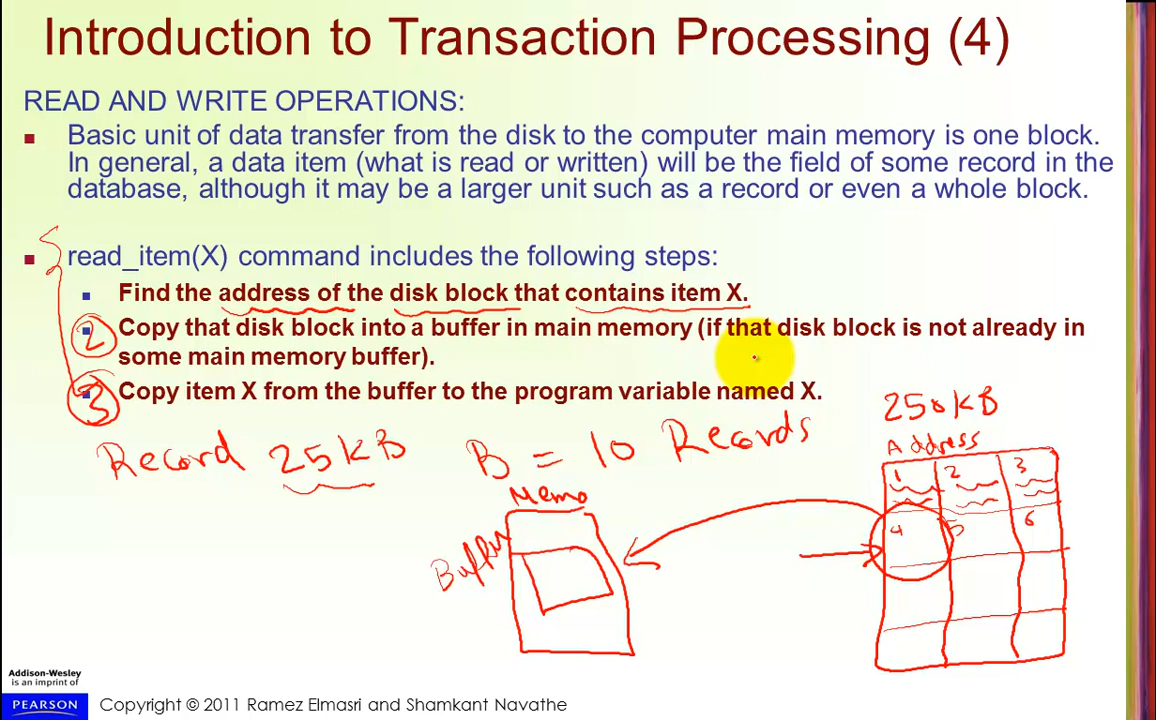 Introduction to Transaction Processing (4)
READ AND WRITE OPERATIONS:
Basic unit of data transfer from the disk to the computer main memory is one block.
In general, a data item (what is read or written) will be the field of some record in the
database, although it may be a larger unit such as a record or even a whole block.
read_item(X) command includes the following steps:
Find the address of the disk block that contains item X.
2 Copy that disk block into a buffer in main memory (if that disk block is not already in
some main memory buffer).
3 Copy item X from the buffer to the program variable named X.
250KB
Record 25KB B = 10 Records
Address
1 2 3
Memo
4 5 6
Buffer
Addison-Wesley
is an imprint of
PEARSON
Copyright © 2011 Ramez Elmasri and Shamkant Navathe